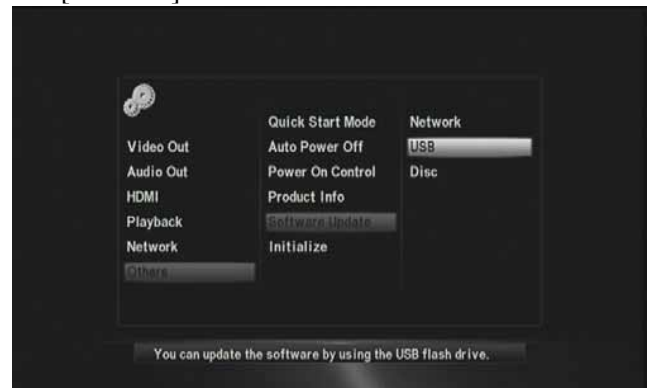 Quick Start Mode
Network
Video Out
Auto Power Off
USB
Audio Out
Power On Control
Disc
HDMI
Product Info
Playback
Software Update
Network
Initialize
Others
You can update the software by using the USB flash drive.